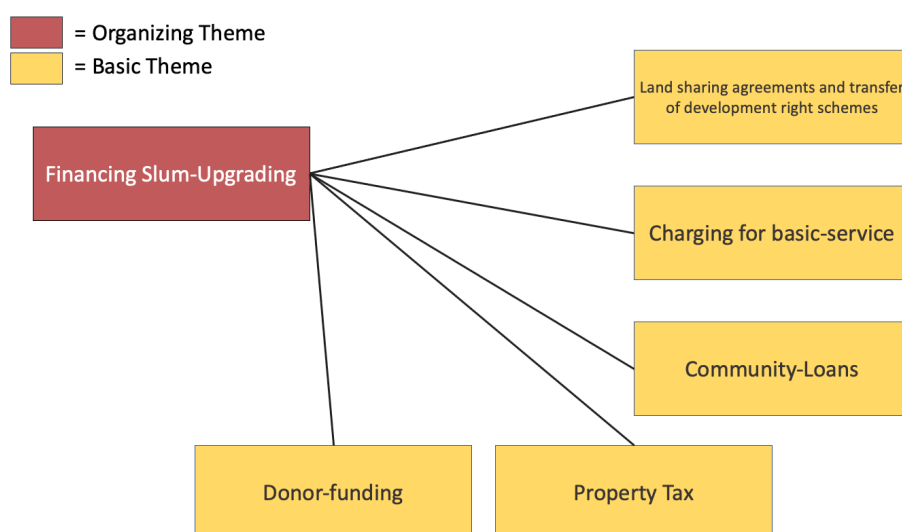 = Organizing Theme
= Basic Theme
Land sharing agreements and transfer
of development right schemes
Financing Slum-Upgrading
Charging for basic-service
Community-Loans
Donor-funding
Property Tax